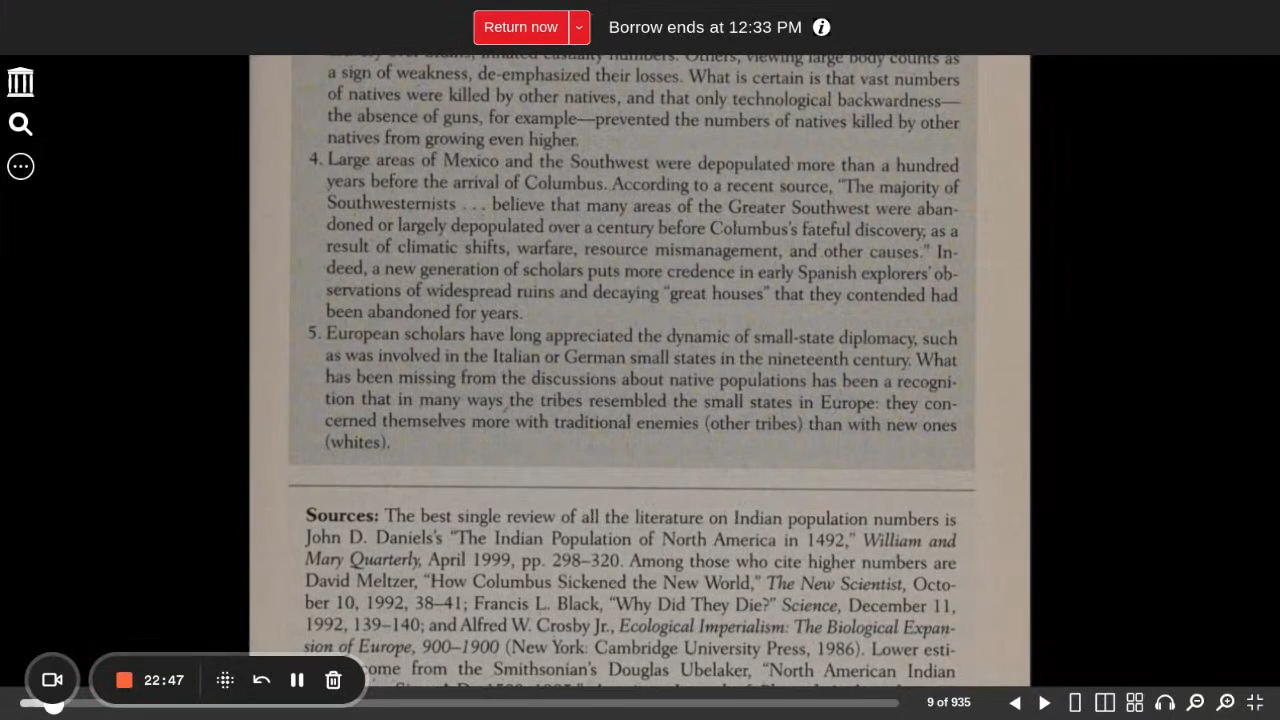 Return now
Borrow ends at 12:33 PM
casualty numbers. Others, viewing large body counts as
a sign of weakness, de-emphasized their losses. What is certain is that vast numbers
of natives were killed by other natives, and that only technological backwardness—
the absence of guns, for example—prevented the numbers of natives killed by other
natives from growing even higher.
4. Large areas of Mexico and the Southwest were depopulated more than a hundred
years before the arrival of Columbus. According to a recent source, “The majority of
Southwesternists . . . believe that many areas of the Greater Southwest were aban-
doned or largely depopulated over a century before Columbus’s fateful discovery, as a
result of climatic shifts, warfare, resource mismanagement, and other causes.” In-
deed, a new generation of scholars puts more credence in early Spanish explorers’ ob-
servations of widespread ruins and decaying “great houses” that they contended had
been abandoned for years.
5. European scholars have long appreciated the dynamic of small-state diplomacy, such
as was involved in the Italian or German small states in the nineteenth century. What
has been missing from the discussions about native populations has been a recogni-
tion that in many ways the tribes resembled the small states in Europe: they con-
cerned themselves more with traditional enemies (other tribes) than with new ones
(whites).
Sources: The best single review of all the literature on Indian population numbers is
John D. Daniels’s “The Indian Population of North America in 1492,” William and
Mary Quarterly, April 1999, pp. 298–320. Among those who cite higher numbers are
David Meltzer, “How Columbus Sickened the New World,” The New Scientist, Octo-
ber 10, 1992, 38–41; Francis L. Black, “Why Did They Die?” Science, December 11,
1992, 139–140; and Alfred W. Crosby Jr., Ecological Imperialism: The Biological Expan-
sion of Europe, 900–1900 (New York: Cambridge University Press, 1986). Lower esti-
come from the Smithsonian’s Douglas Ubelaker, “North American Indian
22:47
9 of 935